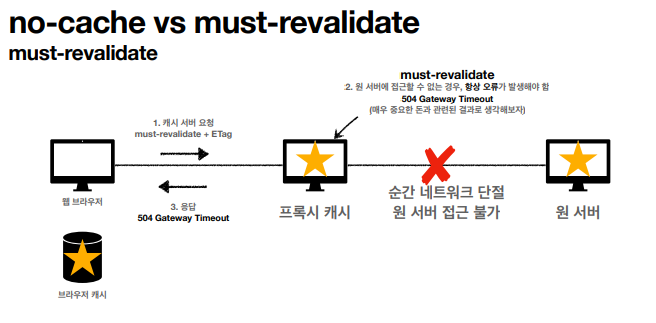 no-cache vs must-revalidate
must-revalidate
must-revalidate
2. 원 서버에 접근할 수 없는 경우, 항상 오류가 발생해야 함
504 Gateway Timeout
(매우 중요한 돈과 관련된 결과로 생각해보자)
1. 캐시 서버 요청
must-revalidate + ETag
웹 브라우저
3. 응답
504 Gateway Timeout
프록시 캐시
순간 네트워크 단절
원 서버 접근 불가
원 서버
브라우저 캐시